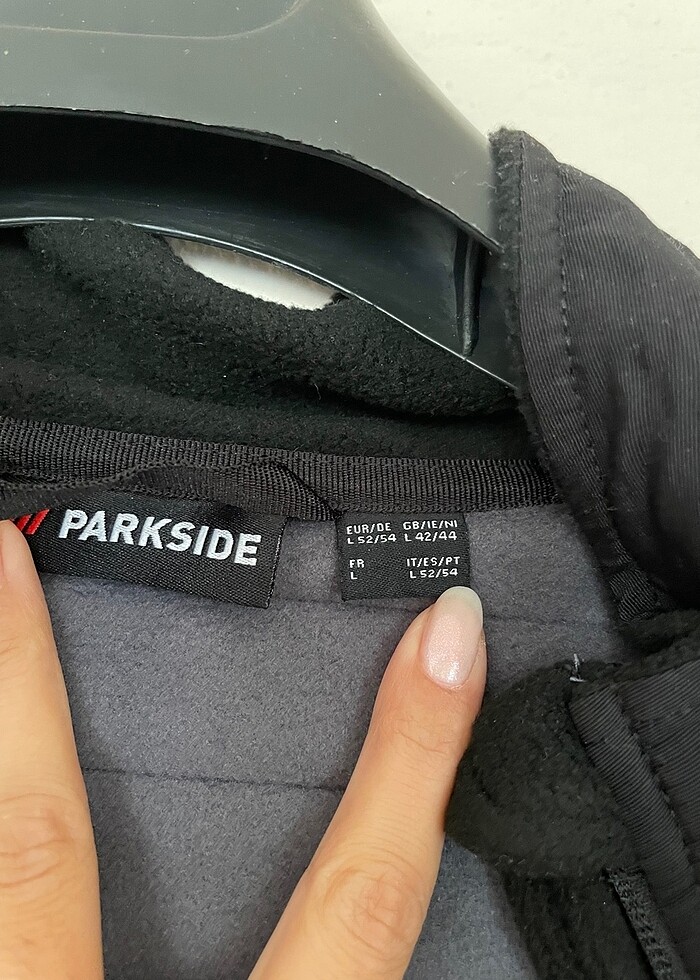 PARKSIDE
EUR/DE GB/IE/NI
L 52/54 L 42/44
FR IT/ES/PT
L L 52/54